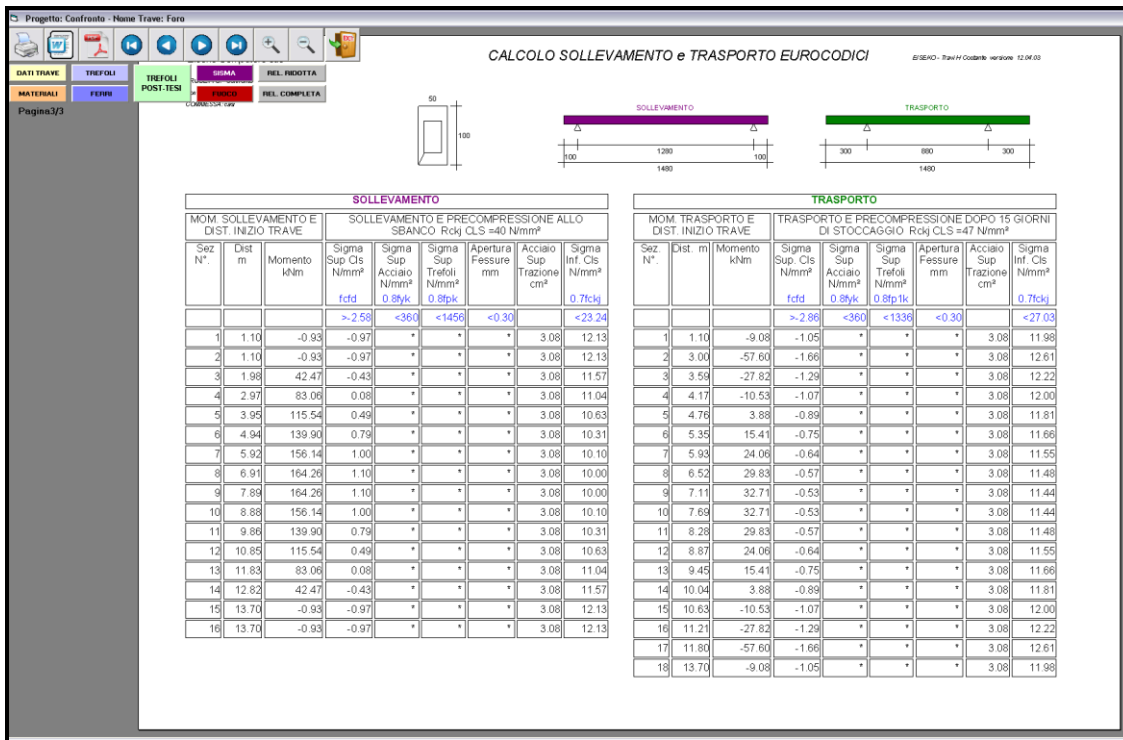 Progetto: Confronto - Nome Trave: Foro
DATI TRAVE TREFOLI TREFOLI POST-TESI SISMA REL. RIDOTTA
MATERIALI FERRI FUOCO REL. COMPLETA
Pagina3/3
CALCOLO SOLLEVAMENTO e TRASPORTO EUROCODICI
EISEKO - Travi H Costante versione 12.04.03
50
100
SOLLEVAMENTO
100 1280 100
1480
TRASPORTO
300 880 300
1480
SOLLEVAMENTO
MOM. SOLLEVAMENTO E DIST. INIZIO TRAVE
SOLLEVAMENTO E PRECOMPRESSIONE ALLO SBANCO Rckj CLS =40 N/mm²
Sez N°. Dist m Momento kNm Sigma Sup Cls N/mm² Sigma Sup Acciaio N/mm² Sigma Sup Trefoli N/mm² Apertura Fessure mm Acciaio Sup Trazione cm² Sigma Inf. Cls N/mm²
fcfd 0.8fyk 0.8fpk 0.7fckj
>-2.58 <360 <1456 <0.30 <23.24
1 1.10 -0.93 -0.97 * * * 3.08 12.13
2 1.10 -0.93 -0.97 * * * 3.08 12.13
3 1.98 42.47 -0.43 * * * 3.08 11.57
4 2.97 83.06 0.08 * * * 3.08 11.04
5 3.95 115.54 0.49 * * * 3.08 10.63
6 4.94 139.90 0.79 * * * 3.08 10.31
7 5.92 156.14 1.00 * * * 3.08 10.10
8 6.91 164.26 1.10 * * * 3.08 10.00
9 7.89 164.26 1.10 * * * 3.08 10.00
10 8.88 156.14 1.00 * * * 3.08 10.10
11 9.86 139.90 0.79 * * * 3.08 10.31
12 10.85 115.54 0.49 * * * 3.08 10.63
13 11.83 83.06 0.08 * * * 3.08 11.04
14 12.82 42.47 -0.43 * * * 3.08 11.57
15 13.70 -0.93 -0.97 * * * 3.08 12.13
16 13.70 -0.93 -0.97 * * * 3.08 12.13
TRASPORTO
MOM. TRASPORTO E DIST. INIZIO TRAVE
TRASPORTO E PRECOMPRESSIONE DOPO 15 GIORNI DI STOCCAGGIO Rckj CLS =47 N/mm²
Sez. N°. Dist. m Momento kNm Sigma Sup. Cls N/mm² Sigma Sup Acciaio N/mm² Sigma Sup Trefoli N/mm² Apertura Fessure mm Acciaio Sup Trazione cm² Sigma Inf. Cls N/mm²
fcfd 0.8fyk 0.8fp1k 0.7fckj
>-2.86 <360 <1336 <0.30 <27.03
1 1.10 -9.08 -1.05 * * * 3.08 11.98
2 3.00 -57.60 -1.66 * * * 3.08 12.61
3 3.59 -27.82 -1.29 * * * 3.08 12.22
4 4.17 -10.53 -1.07 * * * 3.08 12.00
5 4.76 3.88 -0.89 * * * 3.08 11.81
6 5.35 15.41 -0.75 * * * 3.08 11.66
7 5.93 24.06 -0.64 * * * 3.08 11.55
8 6.52 29.83 -0.57 * * * 3.08 11.48
9 7.11 32.71 -0.53 * * * 3.08 11.44
10 7.69 32.71 -0.53 * * * 3.08 11.44
11 8.28 29.83 -0.57 * * * 3.08 11.48
12 8.87 24.06 -0.64 * * * 3.08 11.55
13 9.45 15.41 -0.75 * * * 3.08 11.66
14 10.04 3.88 -0.89 * * * 3.08 11.81
15 10.63 -10.53 -1.07 * * * 3.08 12.00
16 11.21 -27.82 -1.29 * * * 3.08 12.22
17 11.80 -57.60 -1.66 * * * 3.08 12.61
18 13.70 -9.08 -1.05 * * * 3.08 11.98